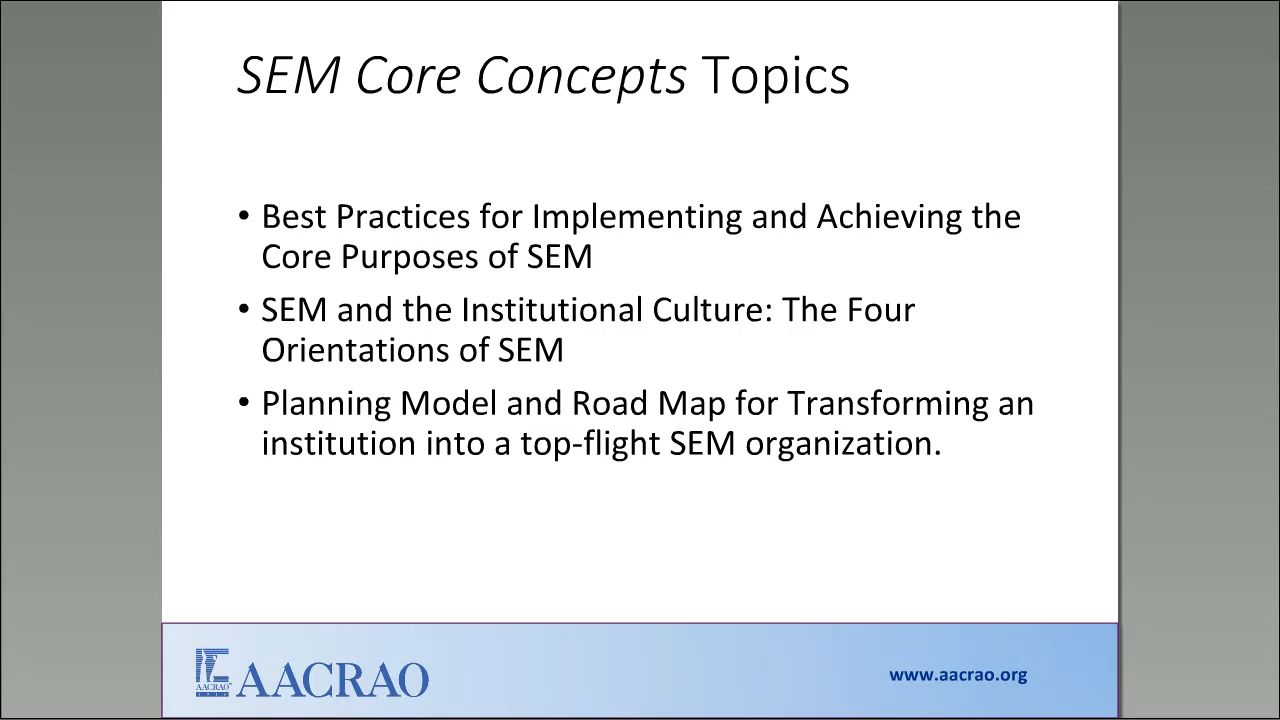 SEM Core Concepts Topics
• Best Practices for Implementing and Achieving the
Core Purposes of SEM
• SEM and the Institutional Culture: The Four
Orientations of SEM
• Planning Model and Road Map for Transforming an
institution into a top-flight SEM organization.
AACRAO
AACRAO
www.aacrao.org